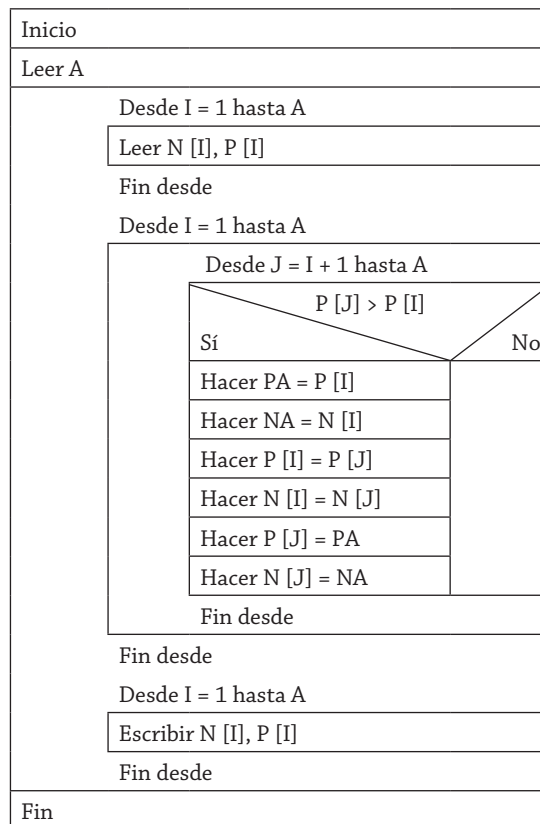 Inicio
Leer A
Desde I = 1 hasta A
Leer N [I], P [I]
Fin desde
Desde I = 1 hasta A
Desde J = I + 1 hasta A
P [J] > P [I]
Sí No
Hacer PA = P [I]
Hacer NA = N [I]
Hacer P [I] = P [J]
Hacer N [I] = N [J]
Hacer P [J] = PA
Hacer N [J] = NA
Fin desde
Fin desde
Desde I = 1 hasta A
Escribir N [I], P [I]
Fin desde
Fin